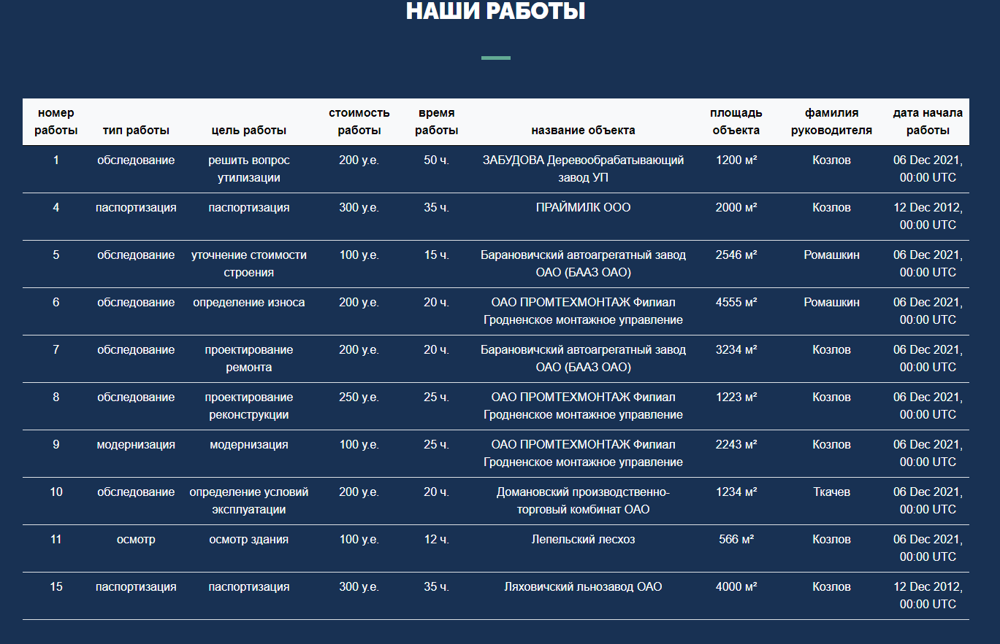 НАШИ РАБОТЫ
номер работы тип работы цель работы стоимость работы время работы название объекта площадь объекта фамилия руководителя дата начала работы
1 обследование решить вопрос 200 у.е. 50 ч. ЗАБУДОВА Деревообрабатывающий 1200 м² Козлов 06 Dec 2021,
утилизации завод УП 00:00 UTC
4 паспортизация паспортизация 300 у.е. 35 ч. ПРАЙМИЛК ООО 2000 м² Козлов 12 Dec 2012,
00:00 UTC
5 обследование уточнение стоимости 100 у.е. 15 ч. Барановичский автоагрегатный завод 2546 м² Ромашкин 06 Dec 2021,
строения ОАО (БААЗ ОАО) 00:00 UTC
6 обследование определение износа 200 у.е. 20 ч. ОАО ПРОМТЕХМОНТАЖ Филиал 4555 м² Ромашкин 06 Dec 2021,
Гродненское монтажное управление 00:00 UTC
7 обследование проектирование 200 у.е. 20 ч. Барановичский автоагрегатный завод 3234 м² Козлов 06 Dec 2021,
ремонта ОАО (БААЗ ОАО) 00:00 UTC
8 обследование проектирование 250 у.е. 25 ч. ОАО ПРОМТЕХМОНТАЖ Филиал 1223 м² Козлов 06 Dec 2021,
реконструкции Гродненское монтажное управление 00:00 UTC
9 модернизация модернизация 100 у.е. 25 ч. ОАО ПРОМТЕХМОНТАЖ Филиал 2243 м² Козлов 06 Dec 2021,
Гродненское монтажное управление 00:00 UTC
10 обследование определение условий 200 у.е. 20 ч. Домановский производственно- 1234 м² Ткачев 06 Dec 2021,
эксплуатации торговый комбинат ОАО 00:00 UTC
11 осмотр осмотр здания 100 у.е. 12 ч. Лепельский лесхоз 566 м² Козлов 06 Dec 2021,
00:00 UTC
15 паспортизация паспортизация 300 у.е. 35 ч. Ляховичский льнозавод ОАО 4000 м² Козлов 12 Dec 2012,
00:00 UTC